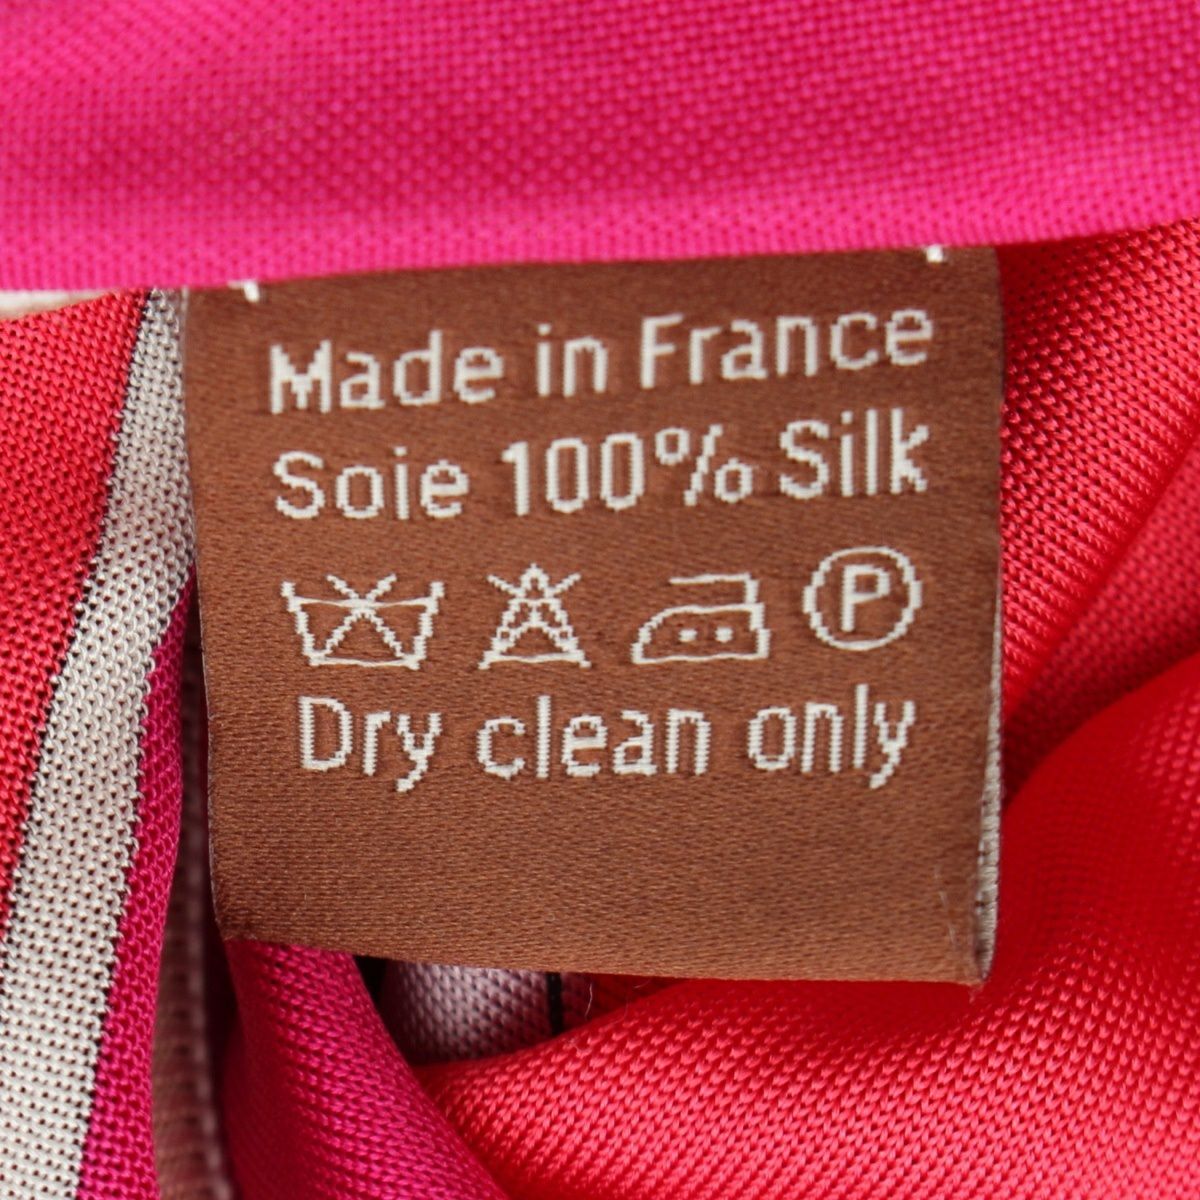 Made in France
Soie 100% Silk
P
Dry clean only